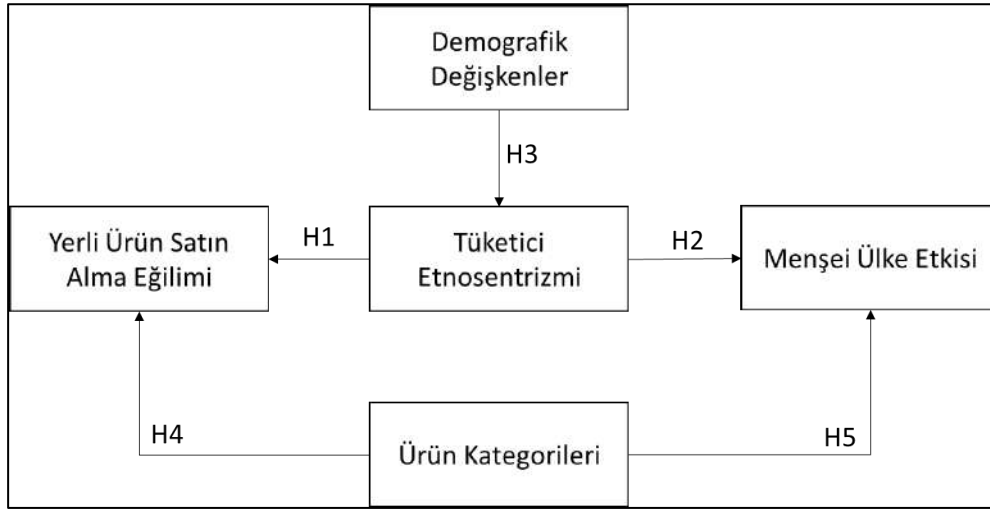 Demografik
Değişkenler
H3
Yerli Ürün Satın
Alma Eğilimi
H1
Tüketici
Etnosentrizmi
H2
Menşei Ülke Etkisi
H4
Ürün Kategorileri
H5